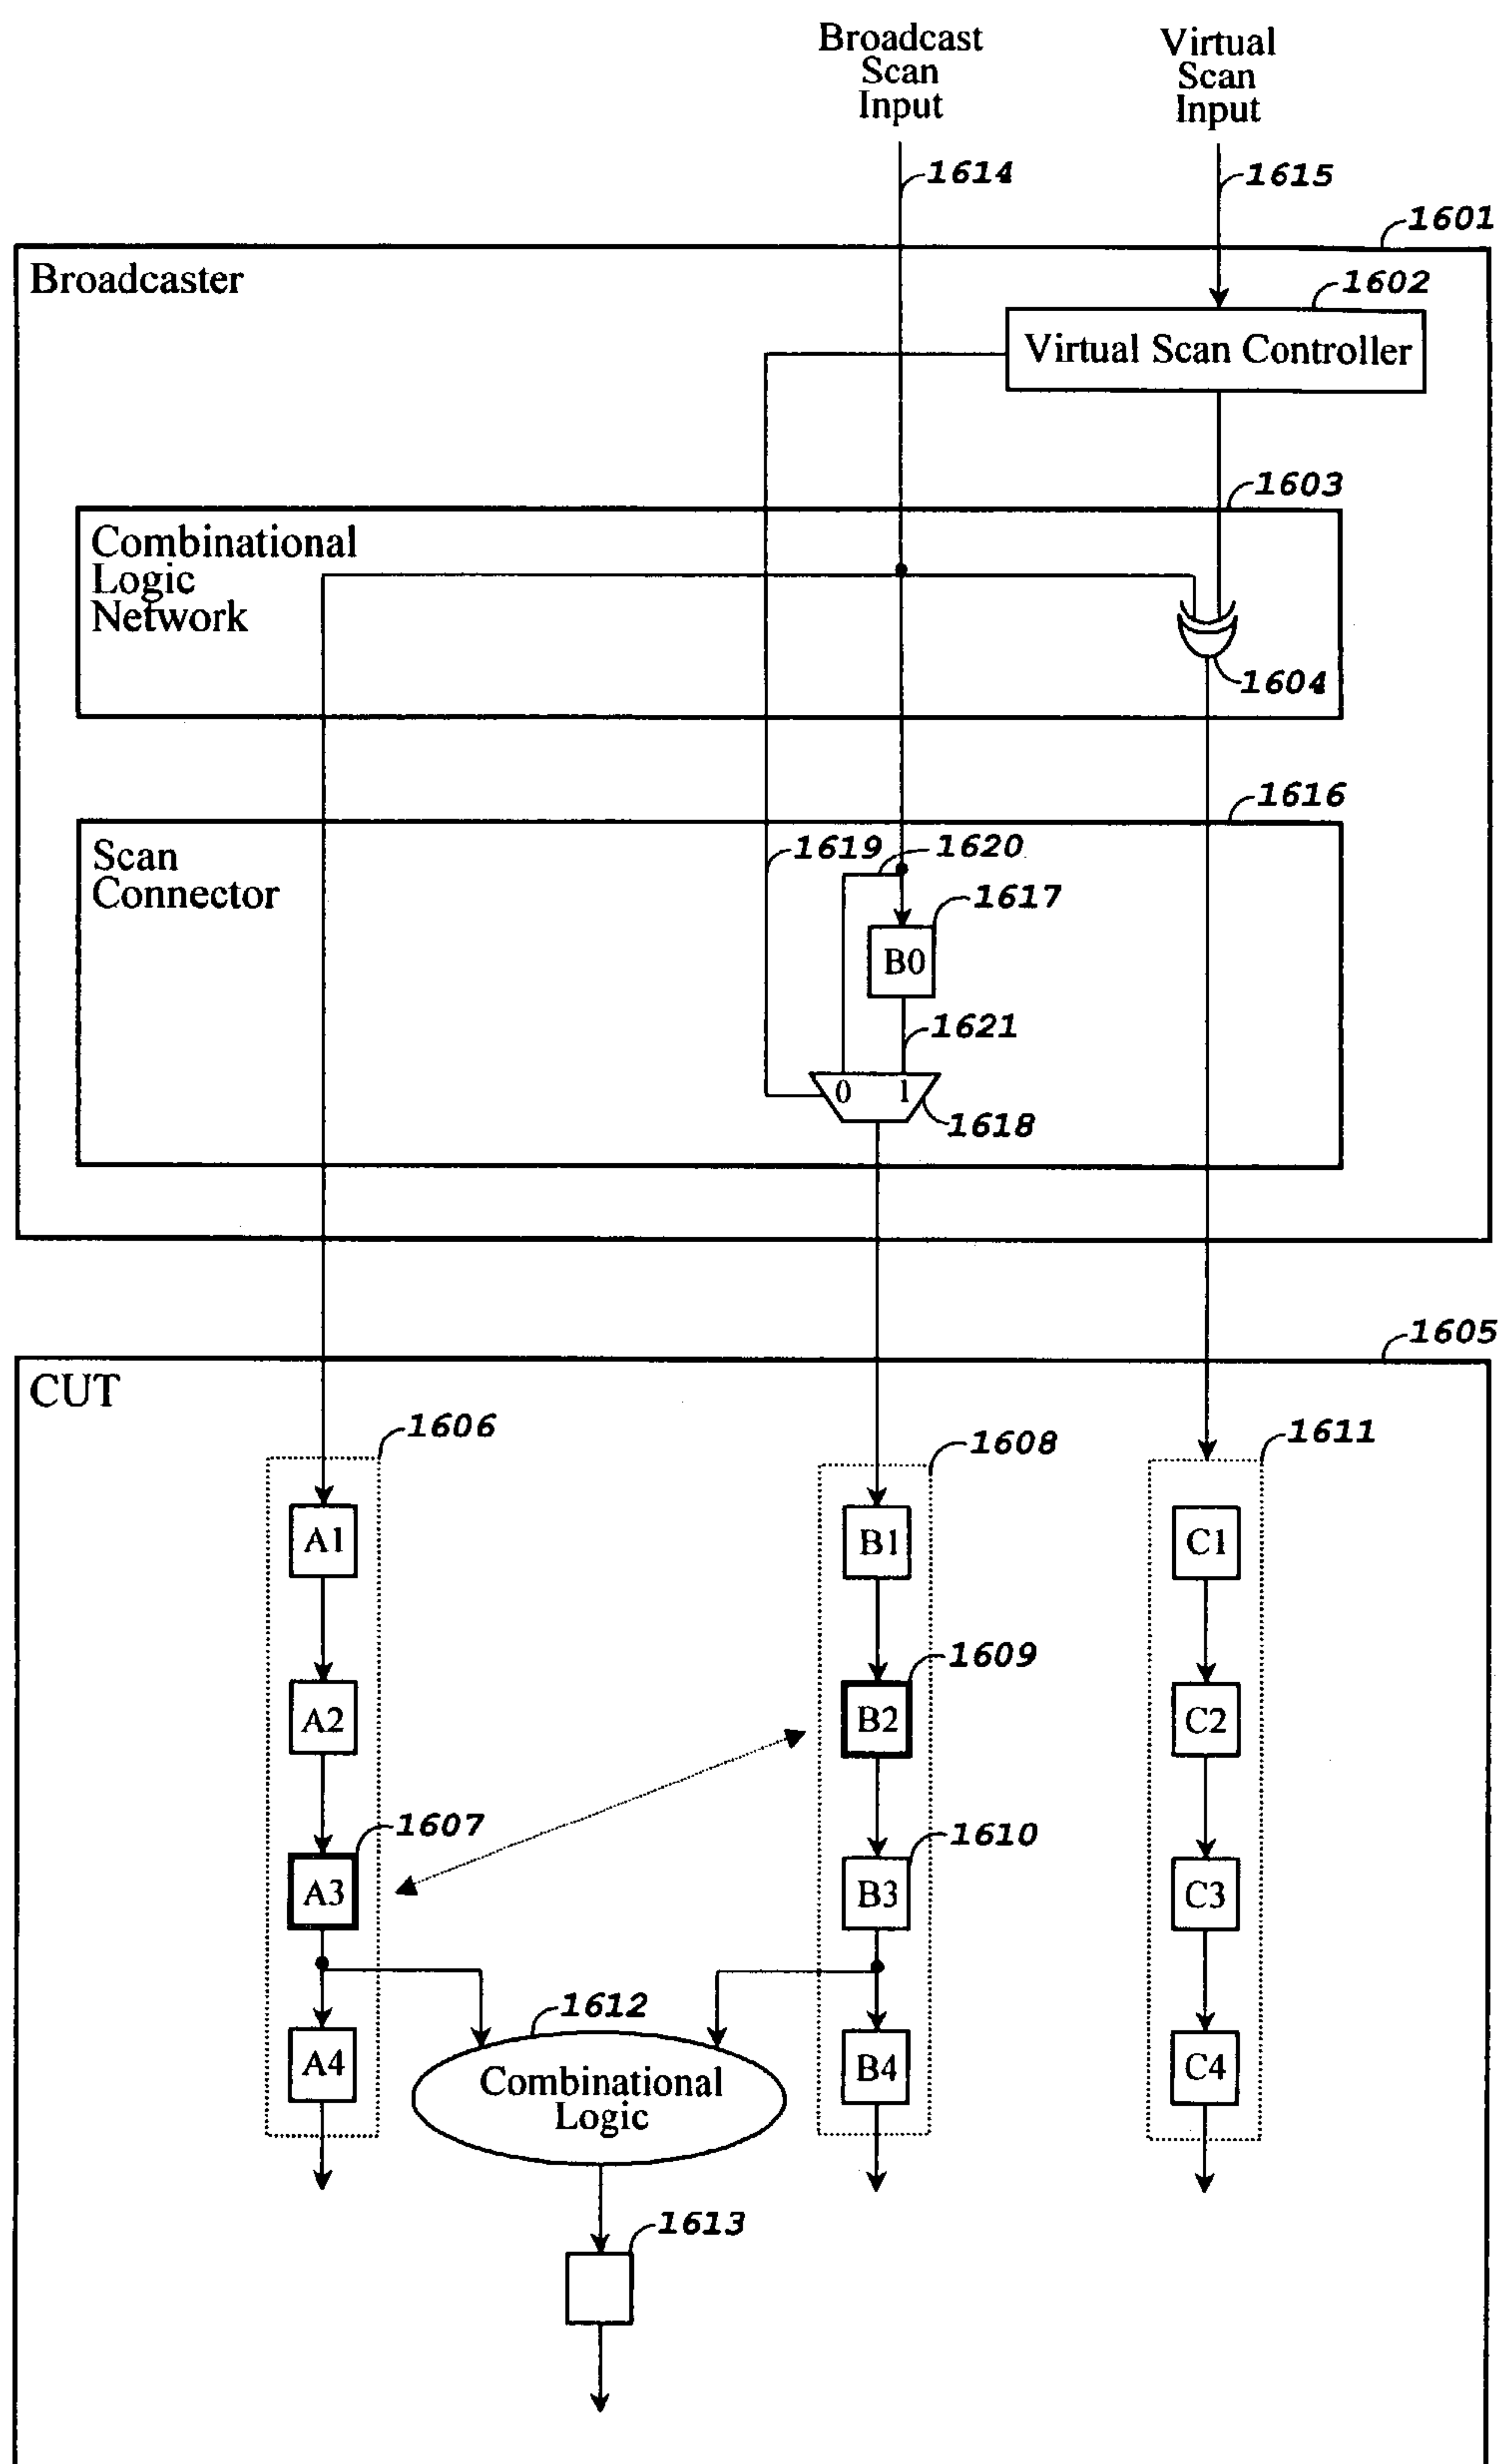 Broadcast
Scan
Input
Virtual
Scan
Input
1614
1615
1601
Broadcaster
1602
Virtual Scan Controller
1603
Combinational
Logic
Network
1604
1616
Scan
Connector
1619
1620
1617
B0
1621
0
1
1618
1605
CUT
1606
1608
1611
A1
B1
C1
1609
A2
B2
C2
1607
1610
A3
B3
C3
1612
A4
Combinational
Logic
B4
C4
1613